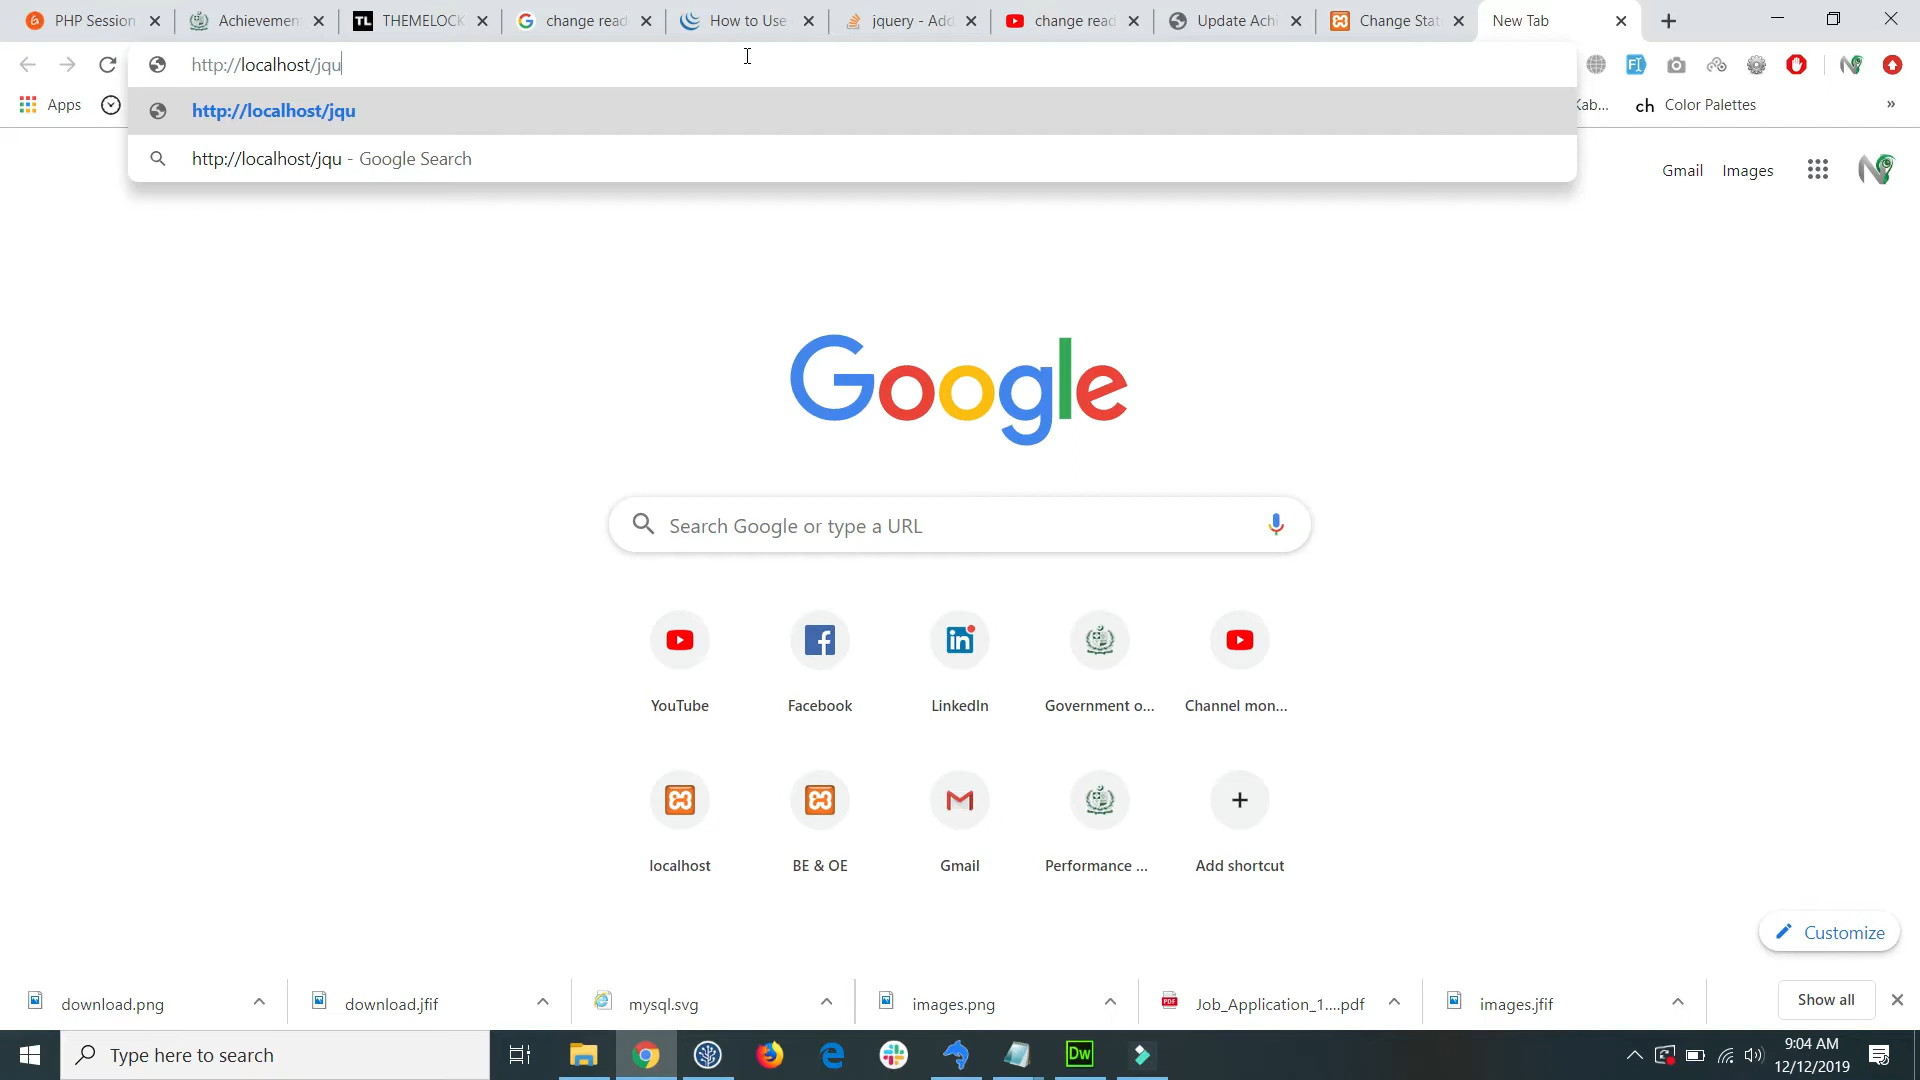 PHP Session
Achievemen
TL THEMELOCK
change read
How to Use
jquery - Add
change read
Update Achi
Change Stat
New Tab
http://localhost/jqu
Apps
http://localhost/jqu
Kab...
ch Color Palettes
»
http://localhost/jqu - Google Search
Gmail
Images
Google
Search Google or type a URL
YouTube
Facebook
LinkedIn
Government o...
Channel mon...
localhost
BE & OE
Gmail
Performance ...
Add shortcut
Customize
download.png
download.jfif
mysql.svg
images.png
Job_Application_1....pdf
images.jfif
Show all
Type here to search
Dw
9:04 AM
12/12/2019